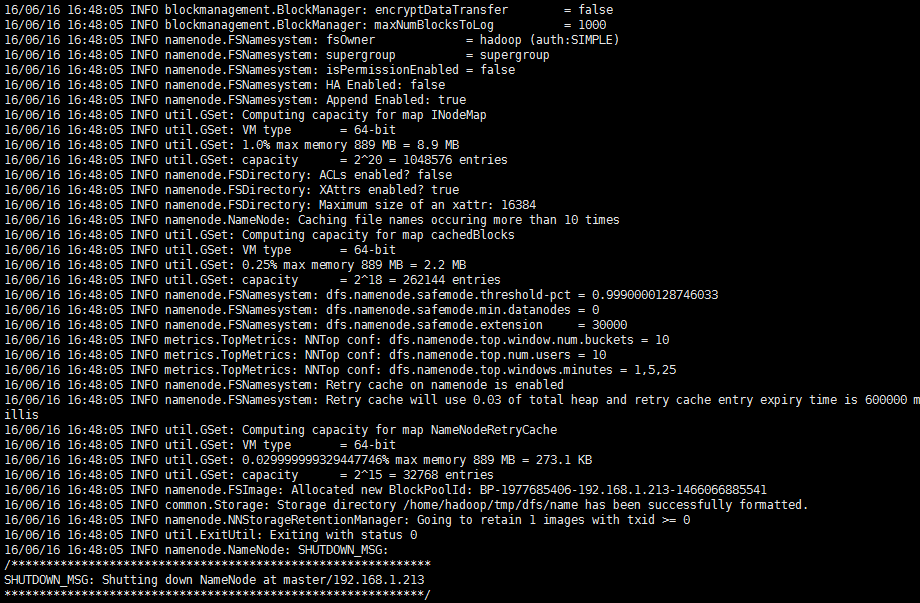 16/06/16 16:48:05 INFO blockmanagement.BlockManager: encryptDataTransfer        = false
16/06/16 16:48:05 INFO blockmanagement.BlockManager: maxNumBlocksToLog          = 1000
16/06/16 16:48:05 INFO namenode.FSNamesystem: fsOwner             = hadoop (auth:SIMPLE)
16/06/16 16:48:05 INFO namenode.FSNamesystem: supergroup          = supergroup
16/06/16 16:48:05 INFO namenode.FSNamesystem: isPermissionEnabled = false
16/06/16 16:48:05 INFO namenode.FSNamesystem: HA Enabled: false
16/06/16 16:48:05 INFO namenode.FSNamesystem: Append Enabled: true
16/06/16 16:48:05 INFO util.GSet: Computing capacity for map INodeMap
16/06/16 16:48:05 INFO util.GSet: VM type       = 64-bit
16/06/16 16:48:05 INFO util.GSet: 1.0% max memory 889 MB = 8.9 MB
16/06/16 16:48:05 INFO util.GSet: capacity      = 2^20 = 1048576 entries
16/06/16 16:48:05 INFO namenode.FSDirectory: ACLs enabled? false
16/06/16 16:48:05 INFO namenode.FSDirectory: XAttrs enabled? true
16/06/16 16:48:05 INFO namenode.FSDirectory: Maximum size of an xattr: 16384
16/06/16 16:48:05 INFO namenode.NameNode: Caching file names occuring more than 10 times
16/06/16 16:48:05 INFO util.GSet: Computing capacity for map cachedBlocks
16/06/16 16:48:05 INFO util.GSet: VM type       = 64-bit
16/06/16 16:48:05 INFO util.GSet: 0.25% max memory 889 MB = 2.2 MB
16/06/16 16:48:05 INFO util.GSet: capacity      = 2^18 = 262144 entries
16/06/16 16:48:05 INFO namenode.FSNamesystem: dfs.namenode.safemode.threshold-pct = 0.9990000128746033
16/06/16 16:48:05 INFO namenode.FSNamesystem: dfs.namenode.safemode.min.datanodes = 0
16/06/16 16:48:05 INFO namenode.FSNamesystem: dfs.namenode.safemode.extension     = 30000
16/06/16 16:48:05 INFO metrics.TopMetrics: NNTop conf: dfs.namenode.top.window.num.buckets = 10
16/06/16 16:48:05 INFO metrics.TopMetrics: NNTop conf: dfs.namenode.top.num.users = 10
16/06/16 16:48:05 INFO metrics.TopMetrics: NNTop conf: dfs.namenode.top.windows.minutes = 1,5,25
16/06/16 16:48:05 INFO namenode.FSNamesystem: Retry cache on namenode is enabled
16/06/16 16:48:05 INFO namenode.FSNamesystem: Retry cache will use 0.03 of total heap and retry cache entry expiry time is 600000 m
illis
16/06/16 16:48:05 INFO util.GSet: Computing capacity for map NameNodeRetryCache
16/06/16 16:48:05 INFO util.GSet: VM type       = 64-bit
16/06/16 16:48:05 INFO util.GSet: 0.029999999329447746% max memory 889 MB = 273.1 KB
16/06/16 16:48:05 INFO util.GSet: capacity      = 2^15 = 32768 entries
16/06/16 16:48:05 INFO namenode.FSImage: Allocated new BlockPoolId: BP-1977685406-192.168.1.213-1466066885541
16/06/16 16:48:05 INFO common.Storage: Storage directory /home/hadoop/tmp/dfs/name has been successfully formatted.
16/06/16 16:48:05 INFO namenode.NNStorageRetentionManager: Going to retain 1 images with txid >= 0
16/06/16 16:48:05 INFO util.ExitUtil: Exiting with status 0
16/06/16 16:48:05 INFO namenode.NameNode: SHUTDOWN_MSG:
/************************************************************
SHUTDOWN_MSG: Shutting down NameNode at master/192.168.1.213
************************************************************/